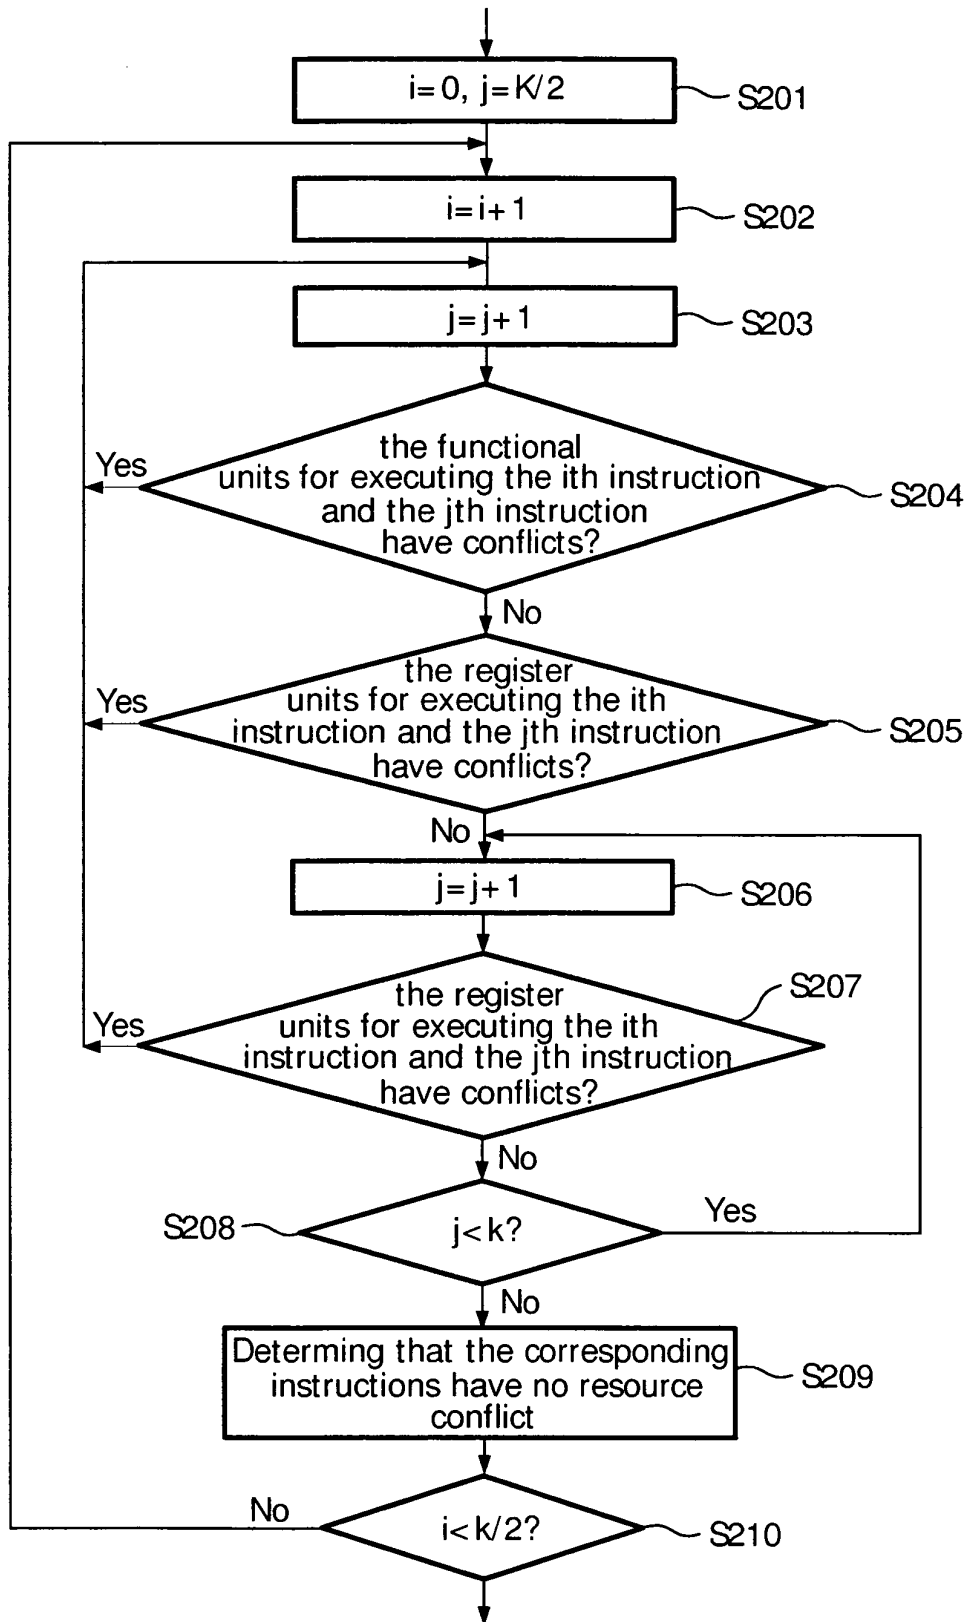 i=0, j=K/2
S201
i=i+1
S202
j=j+1
S203
the functional
units for executing the ith instruction
and the jth instruction
have conflicts?
Yes
S204
No
the register
units for executing the ith
instruction and the jth instruction
have conflicts?
Yes
S205
No
j=j+1
S206
the register
units for executing the ith
instruction and the jth instruction
have conflicts?
S207
Yes
No
S208
j<k?
Yes
No
Determing that the corresponding
instructions have no resource
conflict
S209
No
i<k/2?
S210